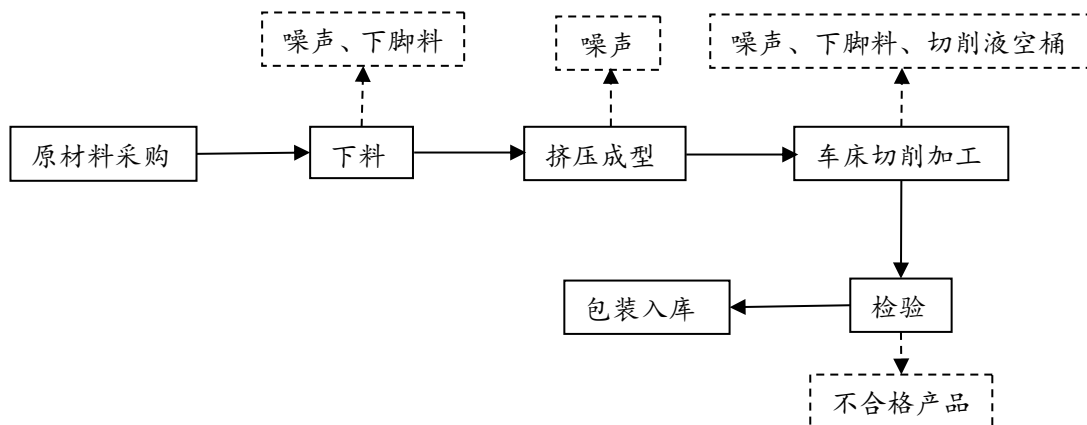 噪声、下脚料
噪声
噪声、下脚料、切削液空桶
原材料采购
下料
挤压成型
车床切削加工
包装入库
检验
不合格产品